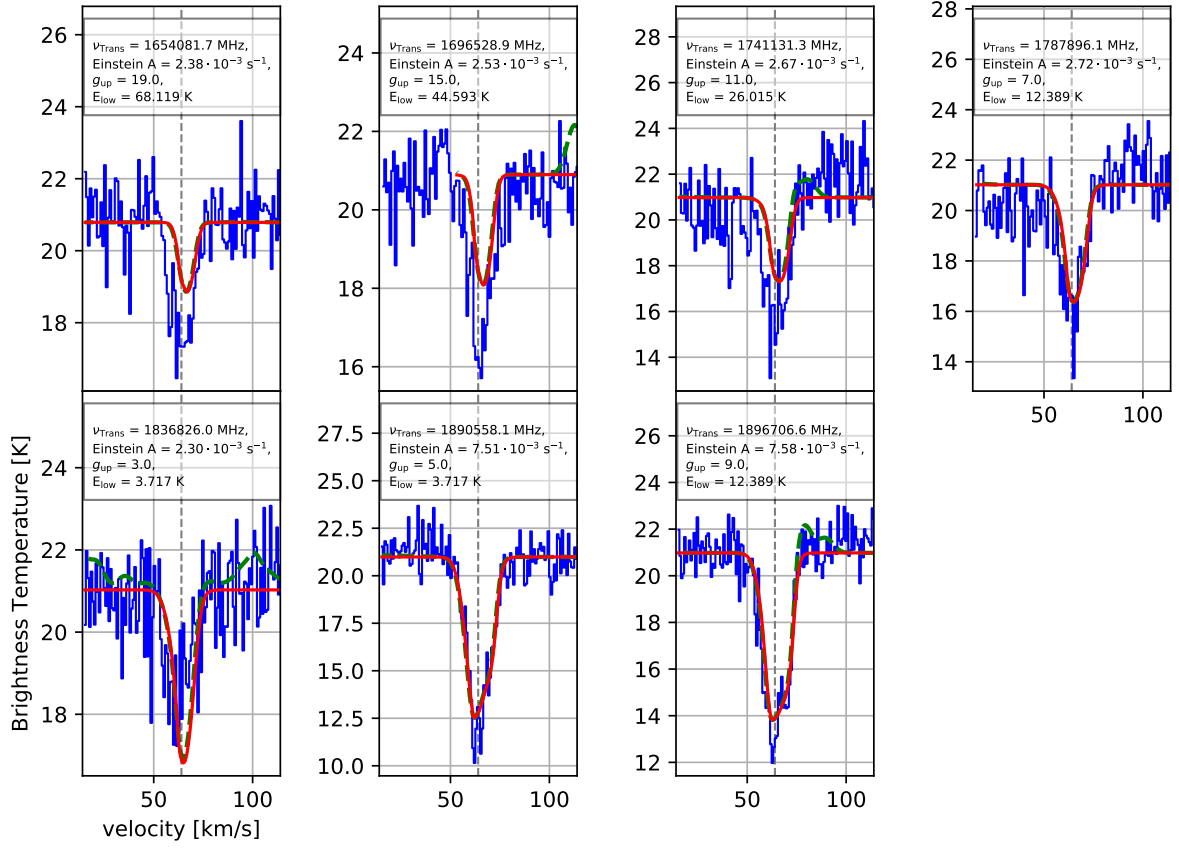 ν_Trans = 1654081.7 MHz,
Einstein A = 2.38·10⁻³ s⁻¹,
g_up = 19.0,
E_low = 68.119 K
26
24
22
20
18
ν_Trans = 1696528.9 MHz,
Einstein A = 2.53·10⁻³ s⁻¹,
g_up = 15.0,
E_low = 44.593 K
24
22
20
18
16
ν_Trans = 1741131.3 MHz,
Einstein A = 2.67·10⁻³ s⁻¹,
g_up = 11.0,
E_low = 26.015 K
28
26
24
22
20
18
16
14
ν_Trans = 1787896.1 MHz,
Einstein A = 2.72·10⁻³ s⁻¹,
g_up = 7.0,
E_low = 12.389 K
28
26
24
22
20
18
16
14
50 100
ν_Trans = 1836826.0 MHz,
Einstein A = 2.30·10⁻³ s⁻¹,
g_up = 3.0,
E_low = 3.717 K
24
22
20
18
50 100
Brightness Temperature [K]
velocity [km/s]
ν_Trans = 1890558.1 MHz,
Einstein A = 7.51·10⁻³ s⁻¹,
g_up = 5.0,
E_low = 3.717 K
27.5
25.0
22.5
20.0
17.5
15.0
12.5
10.0
50 100
ν_Trans = 1896706.6 MHz,
Einstein A = 7.58·10⁻³ s⁻¹,
g_up = 9.0,
E_low = 12.389 K
26
24
22
20
18
16
14
12
50 100